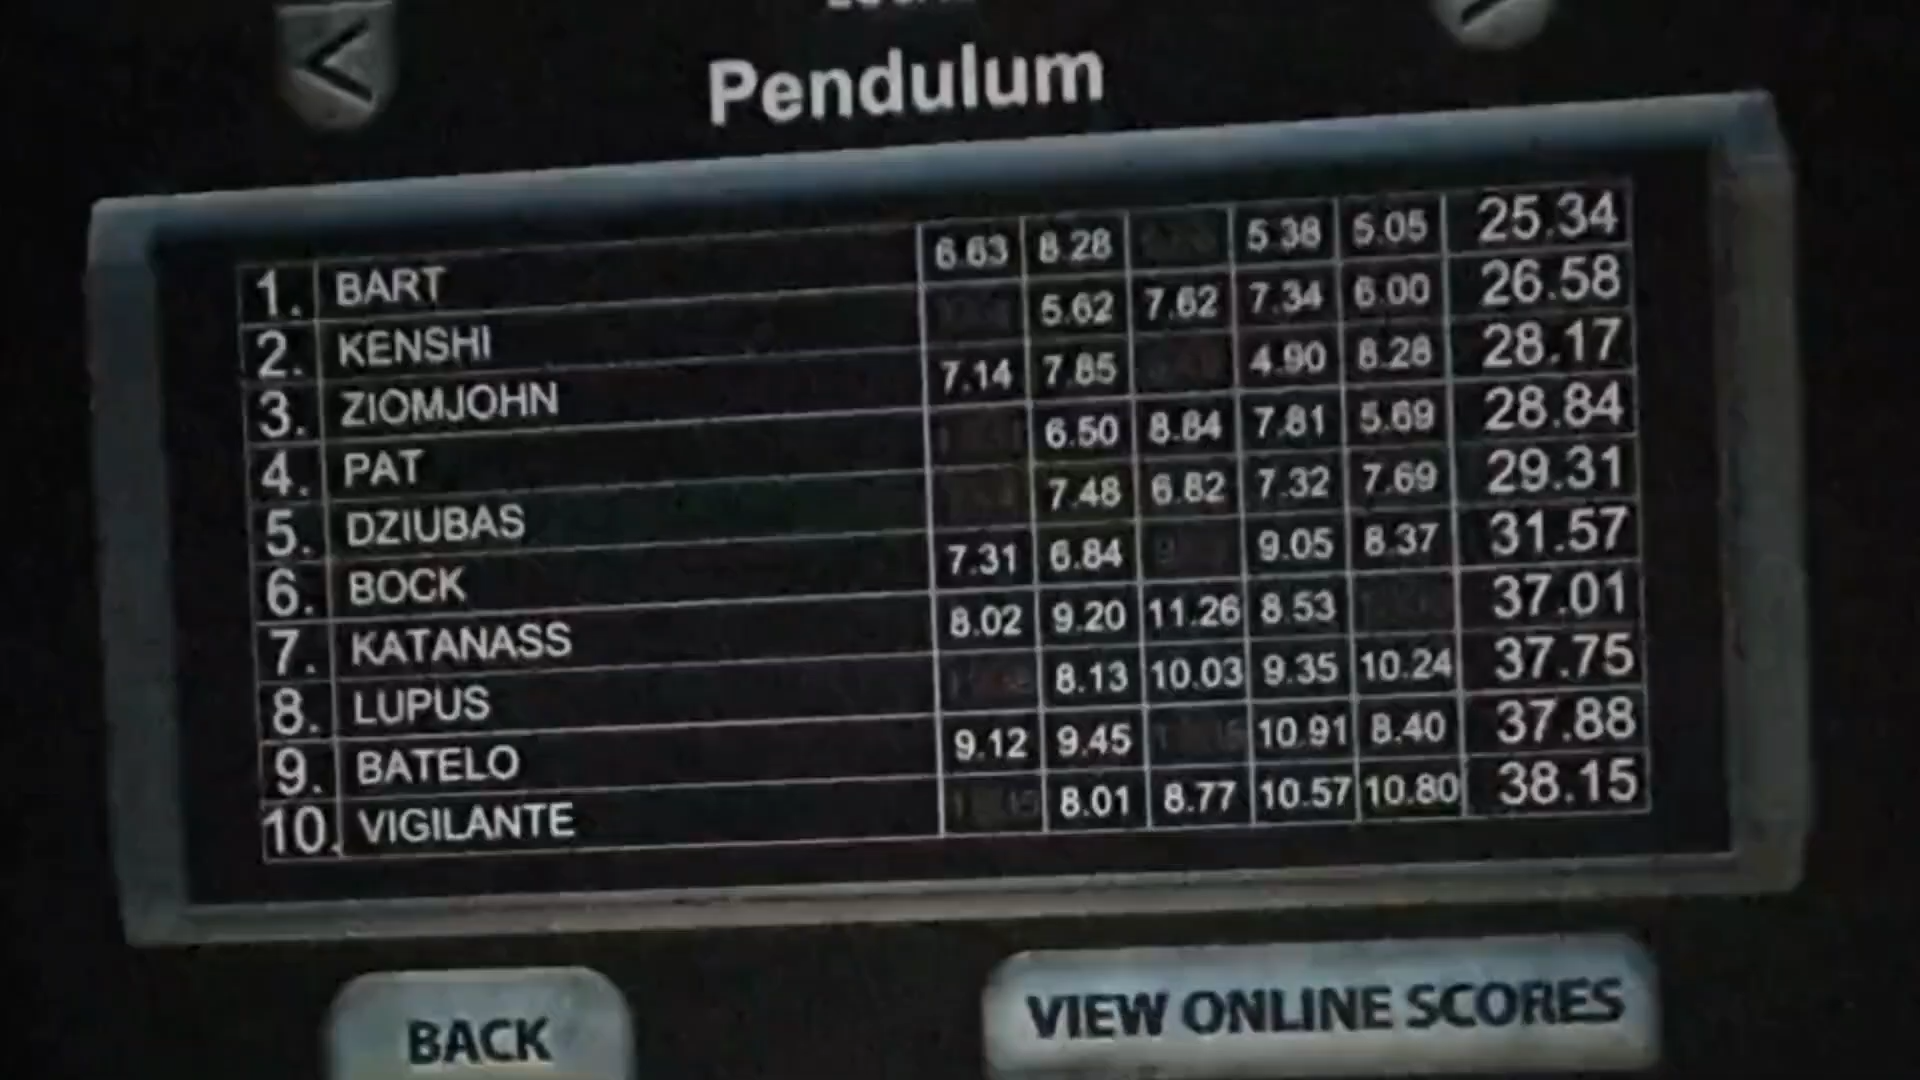 <
Pendulum
>
1. BART 6.63 8.28 5.38 5.05 25.34
2. KENSHI 5.62 7.62 7.34 6.00 26.58
3. ZIOMJOHN 7.14 7.85 4.90 8.28 28.17
4. PAT 6.50 8.84 7.81 5.69 28.84
5. DZIUBAS 7.48 6.82 7.32 7.69 29.31
6. BOCK 7.31 6.84 9.05 8.37 31.57
7. KATANASS 8.02 9.20 11.26 8.53 37.01
8. LUPUS 8.13 10.03 9.35 10.24 37.75
9. BATELO 9.12 9.45 10.91 8.40 37.88
10. VIGILANTE 8.01 8.77 10.57 10.80 38.15
BACK
VIEW ONLINE SCORES